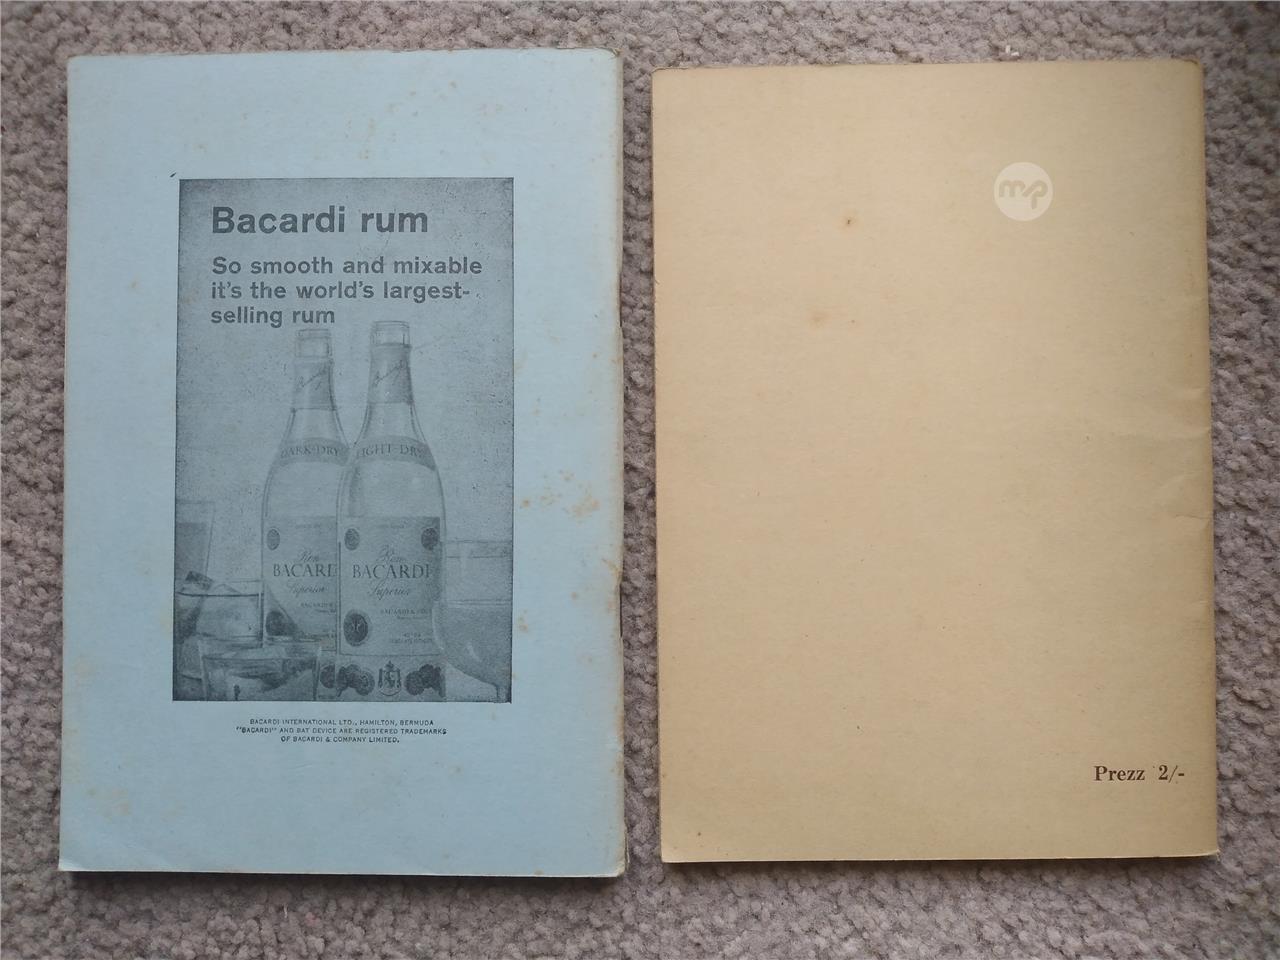 Bacardi rum
So smooth and mixable
it's the world's largest-
selling rum
DARK-DRY
LIGHT-DRY
Ron
BACARDI
Superior
Ron
BACARDI
Superior
BACARDI INTERNATIONAL LTD., HAMILTON, BERMUDA
"BACARDI" AND BAT DEVICE ARE REGISTERED TRADEMARKS
OF BACARDI & COMPANY LIMITED.
mp
Prezz 2/-